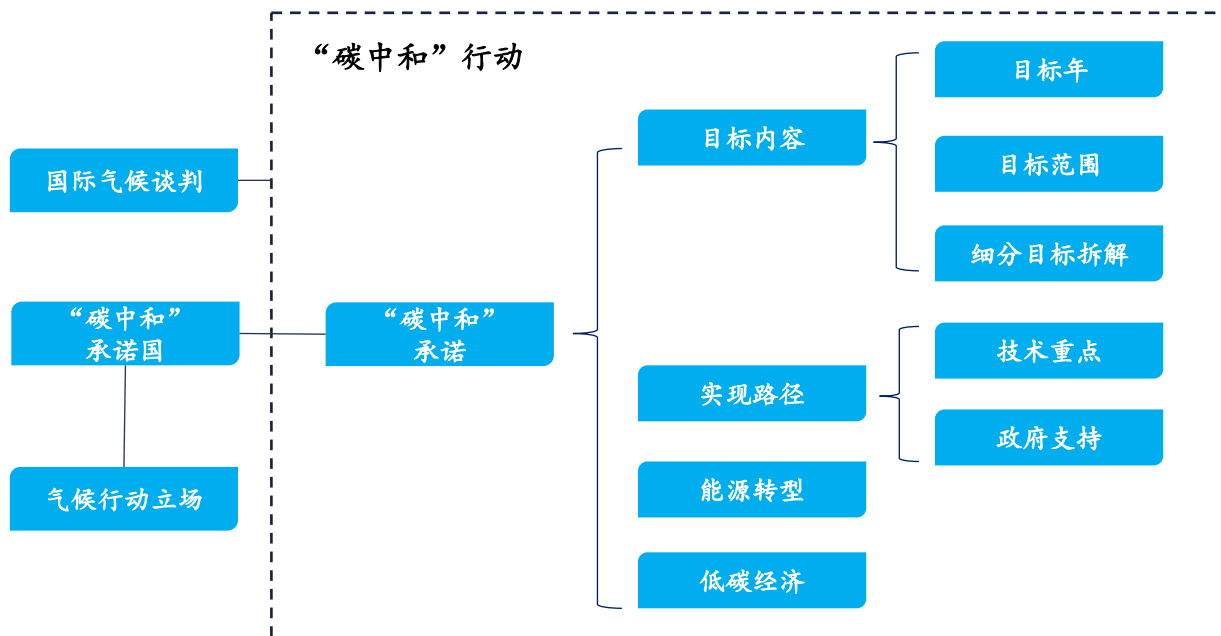 “碳中和”行动
国际气候谈判
“碳中和”
承诺国
气候行动立场
“碳中和”
承诺
目标内容
目标年
目标范围
细分目标拆解
实现路径
技术重点
政府支持
能源转型
低碳经济